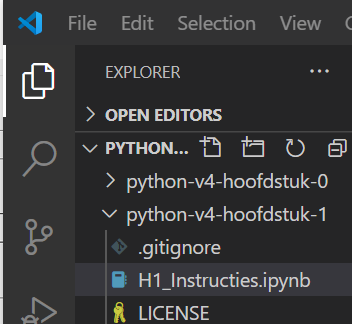 File Edit Selection View
EXPLORER
OPEN EDITORS
PYTHON...
python-v4-hoofdstuk-0
python-v4-hoofdstuk-1
.gitignore
H1_Instructies.ipynb
LICENSE